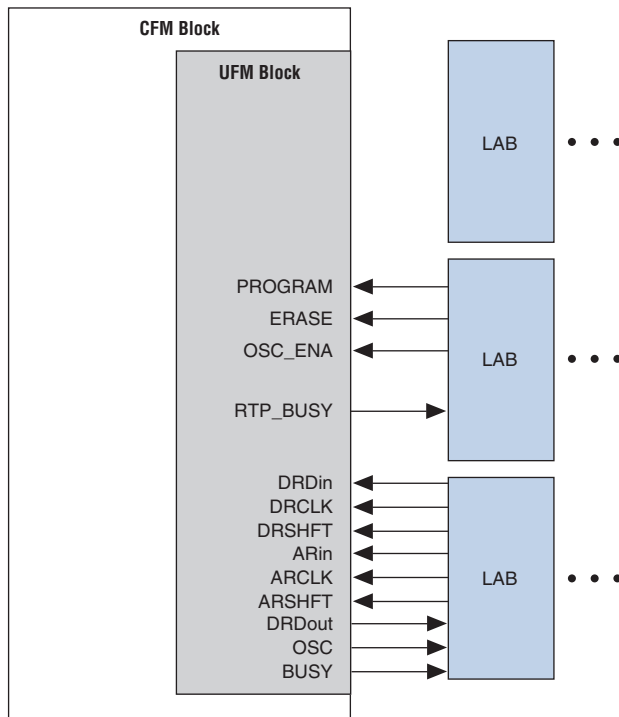 CFM Block
UFM Block
LAB
PROGRAM
ERASE
OSC_ENA
RTP_BUSY
LAB
DRDin
DRCLK
DRSHFT
ARin
ARCLK
ARSHFT
DRDout
OSC
BUSY
LAB